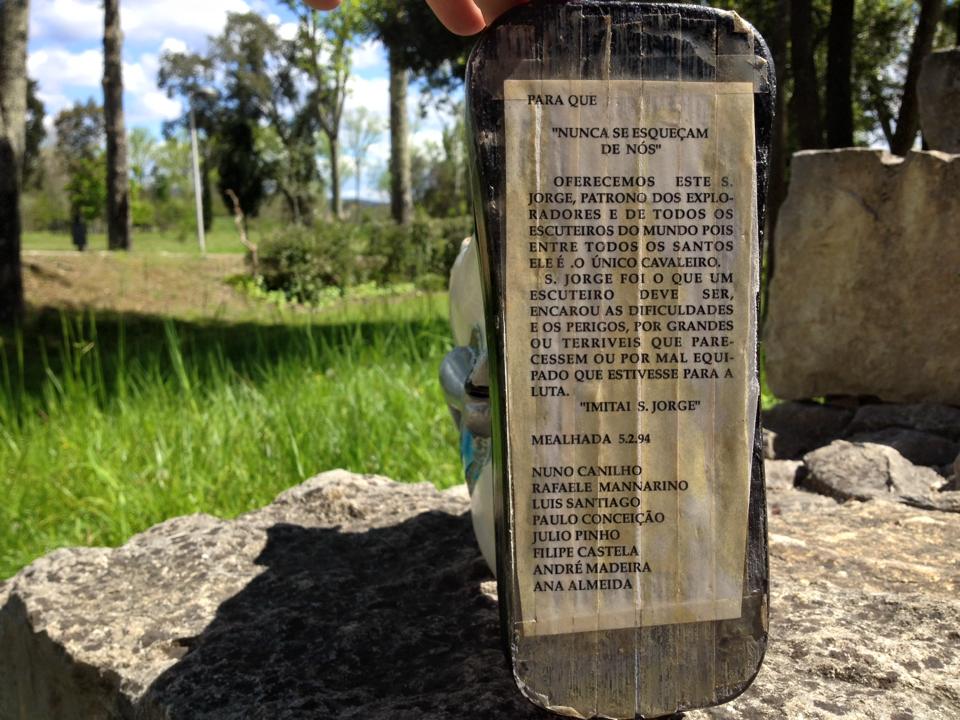 PARA QUE
"NUNCA SE ESQUEÇAM
DE NÓS"
OFERECEMOS ESTE S.
JORGE, PATRONO DOS EXPLO-
RADORES E DE TODOS OS
ESCUTEIROS DO MUNDO POIS
ENTRE TODOS OS SANTOS
ELE É .O ÚNICO CAVALEIRO.
S. JORGE FOI O QUE UM
ESCUTEIRO DEVE SER,
ENCAROU AS DIFICULDADES
E OS PERIGOS, POR GRANDES
OU TERRIVEIS QUE PARE-
CESSEM OU POR MAL EQUI-
PADO QUE ESTIVESSE PARA A
LUTA.
"IMITAI S. JORGE"
MEALHADA 5.2.94
NUNO CANILHO
RAFAELE MANNARINO
LUIS SANTIAGO
PAULO CONCEIÇÃO
JULIO PINHO
FILIPE CASTELA
ANDRÉ MADEIRA
ANA ALMEIDA